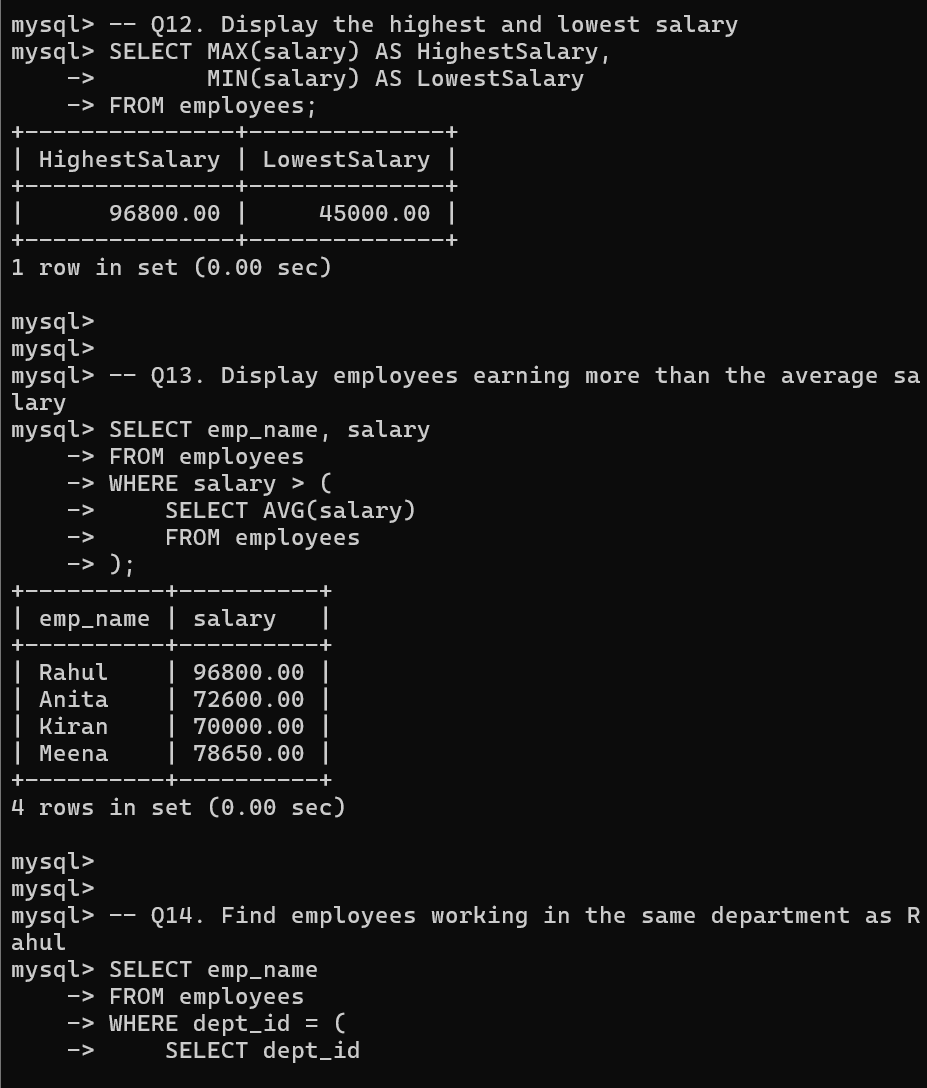 mysql> -- Q12. Display the highest and lowest salary
mysql> SELECT MAX(salary) AS HighestSalary,
    ->        MIN(salary) AS LowestSalary
    -> FROM employees;
+---------------+--------------+
| HighestSalary | LowestSalary |
+---------------+--------------+
|      96800.00 |     45000.00 |
+---------------+--------------+
1 row in set (0.00 sec)

mysql>
mysql>
mysql> -- Q13. Display employees earning more than the average sa
lary
mysql> SELECT emp_name, salary
    -> FROM employees
    -> WHERE salary > (
    ->     SELECT AVG(salary)
    ->     FROM employees
    -> );
+----------+----------+
| emp_name | salary   |
+----------+----------+
| Rahul    | 96800.00 |
| Anita    | 72600.00 |
| Kiran    | 70000.00 |
| Meena    | 78650.00 |
+----------+----------+
4 rows in set (0.00 sec)

mysql>
mysql>
mysql> -- Q14. Find employees working in the same department as R
ahul
mysql> SELECT emp_name
    -> FROM employees
    -> WHERE dept_id = (
    ->     SELECT dept_id